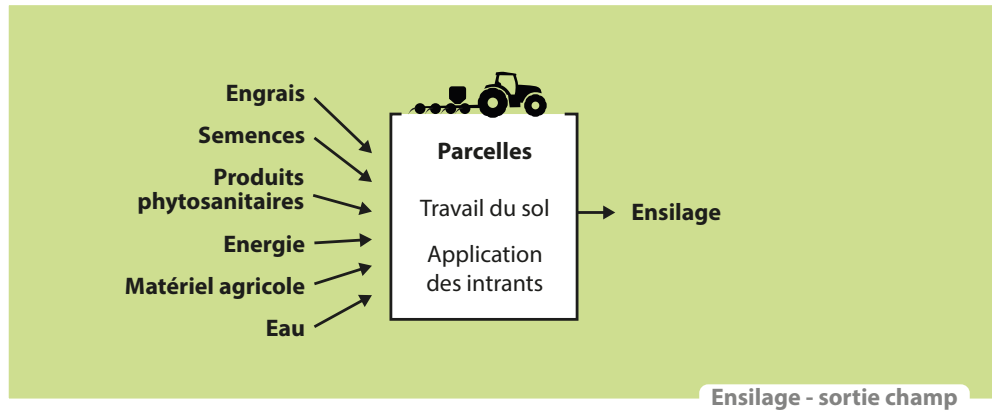 Engrais
Semences
Produits
phytosanitaires
Energie
Matériel agricole
Eau
Parcelles
Travail du sol
Application
des intrants
Ensilage
Ensilage - sortie champ